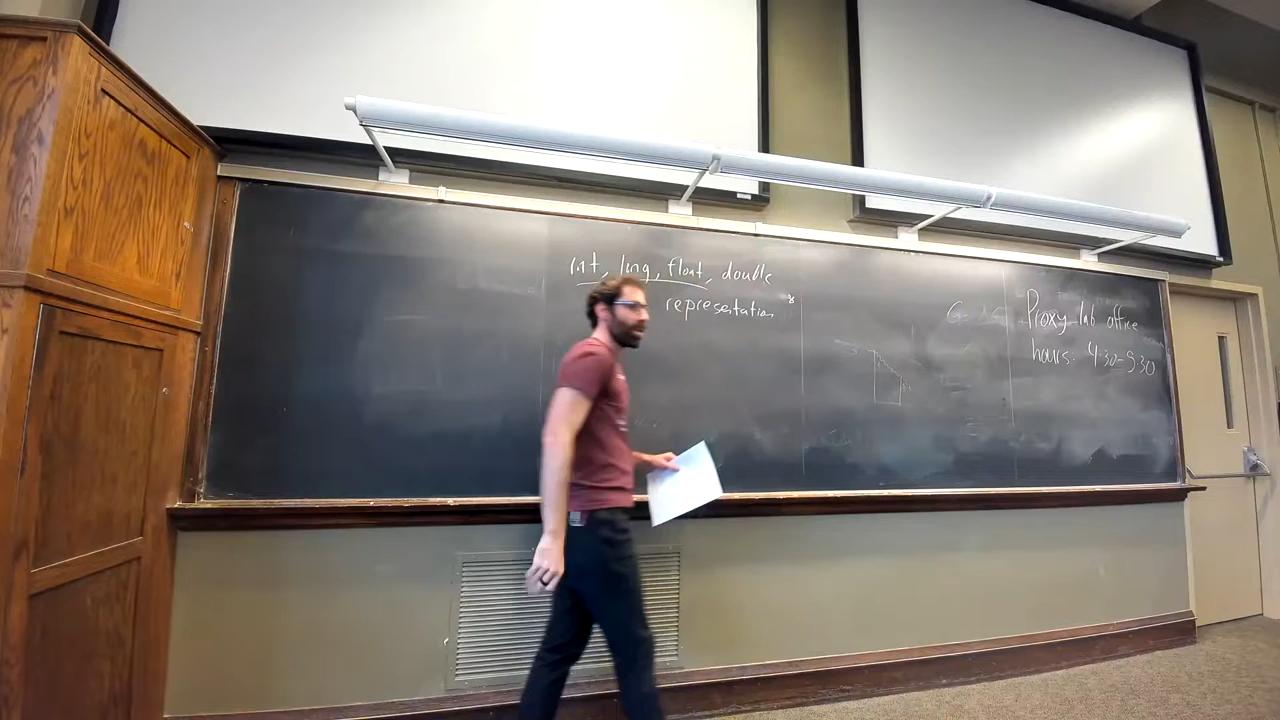 int, long, float, double
representation
Proxy lab office
hours: 4:30-5:30